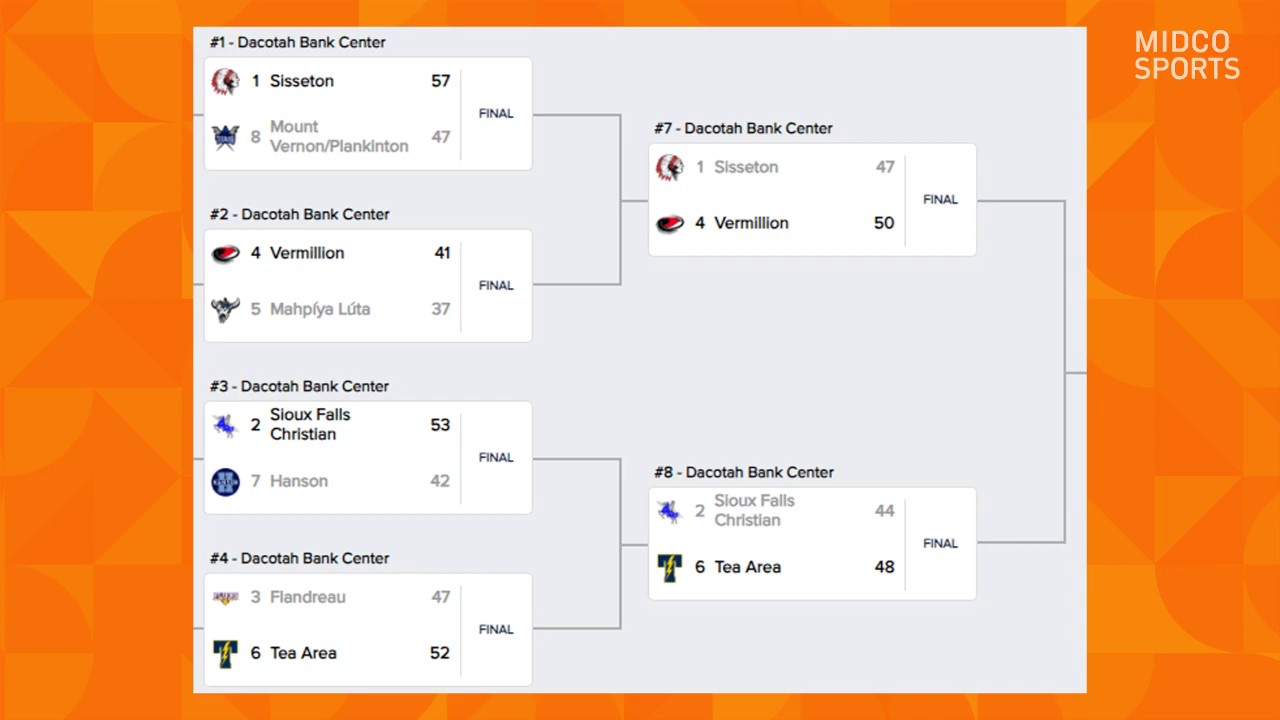 MIDCO
SPORTS
#1 - Dacotah Bank Center
1 Sisseton 57
FINAL
8 Mount
Vernon/Plankinton 47
#2 - Dacotah Bank Center
4 Vermillion 41
FINAL
5 Mahpíya Lúta 37
#3 - Dacotah Bank Center
2 Sioux Falls
Christian 53
FINAL
7 Hanson 42
#4 - Dacotah Bank Center
3 Flandreau 47
FINAL
6 Tea Area 52
#7 - Dacotah Bank Center
1 Sisseton 47
FINAL
4 Vermillion 50
#8 - Dacotah Bank Center
2 Sioux Falls
Christian 44
FINAL
6 Tea Area 48